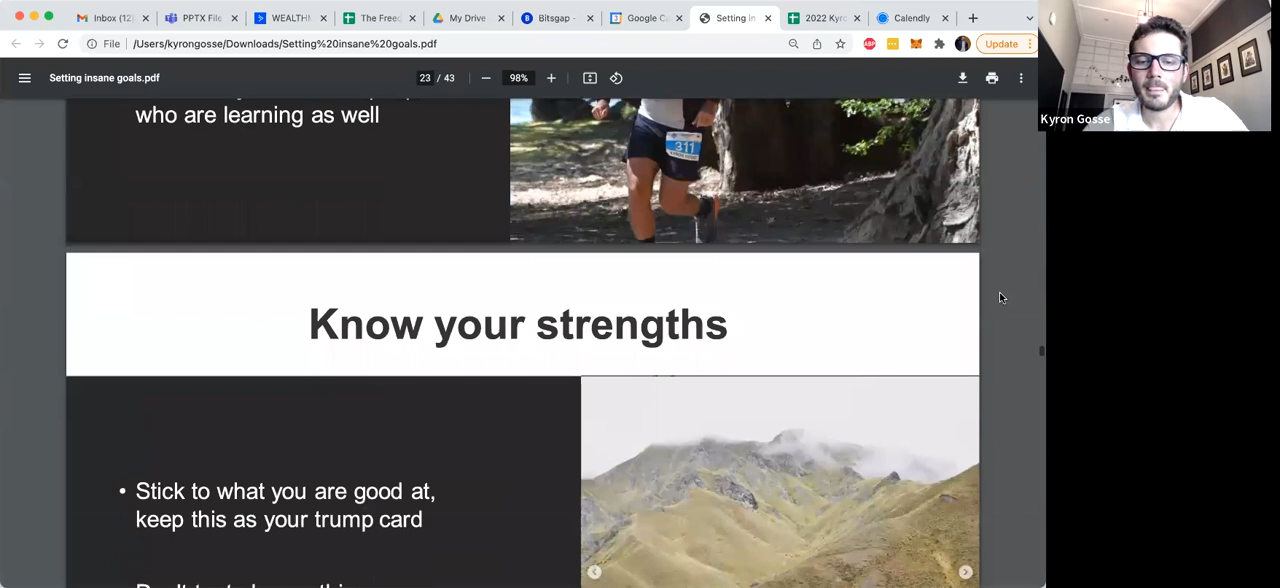 Inbox (12
PPTX File
WEALTH
The Freed
My Drive
Bitsgap -
Google C
Setting in
2022 Kyro
Calendly
File
/Users/kyrongosse/Downloads/Setting%20insane%20goals.pdf
ABP
Update
Setting insane goals.pdf
23 / 43
98%
Kyron Gosse
who are learning as well
311
Know your strengths
• Stick to what you are good at,
keep this as your trump card